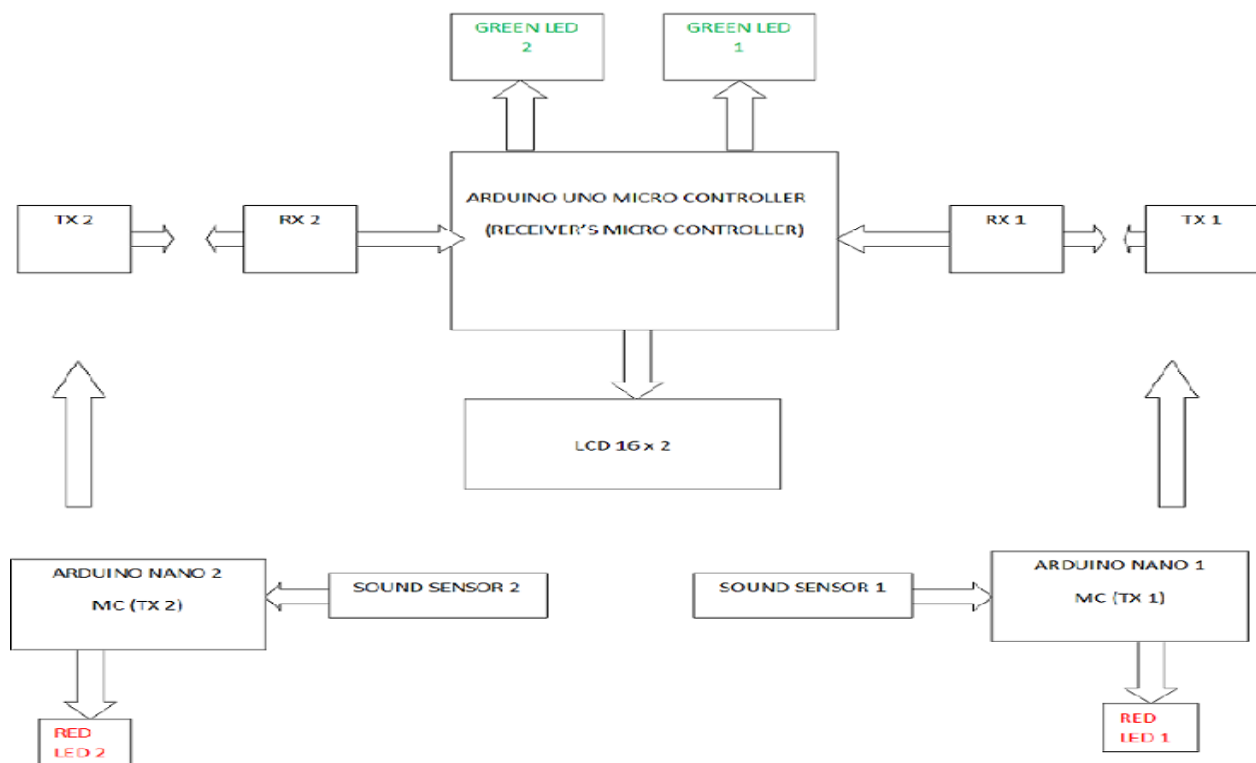 GREEN LED
2
GREEN LED
1
ARDUINO UNO MICRO CONTROLLER
(RECEIVER'S MICRO CONTROLLER)
TX 2
RX 2
RX 1
TX 1
LCD 16 x 2
ARDUINO NANO 2
MC (TX 2)
SOUND SENSOR 2
SOUND SENSOR 1
ARDUINO NANO 1
MC (TX 1)
RED
LED 2
RED
LED 1